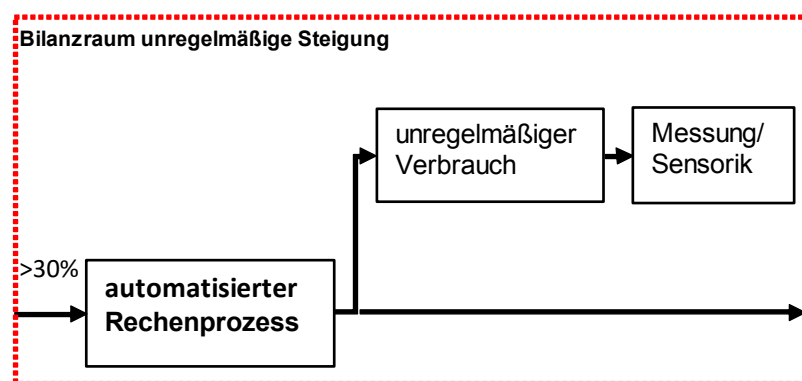 Bilanzraum unregelmäßige Steigung
unregelmäßiger
Verbrauch
Messung/
Sensorik
>30%
automatisierter
Rechenprozess